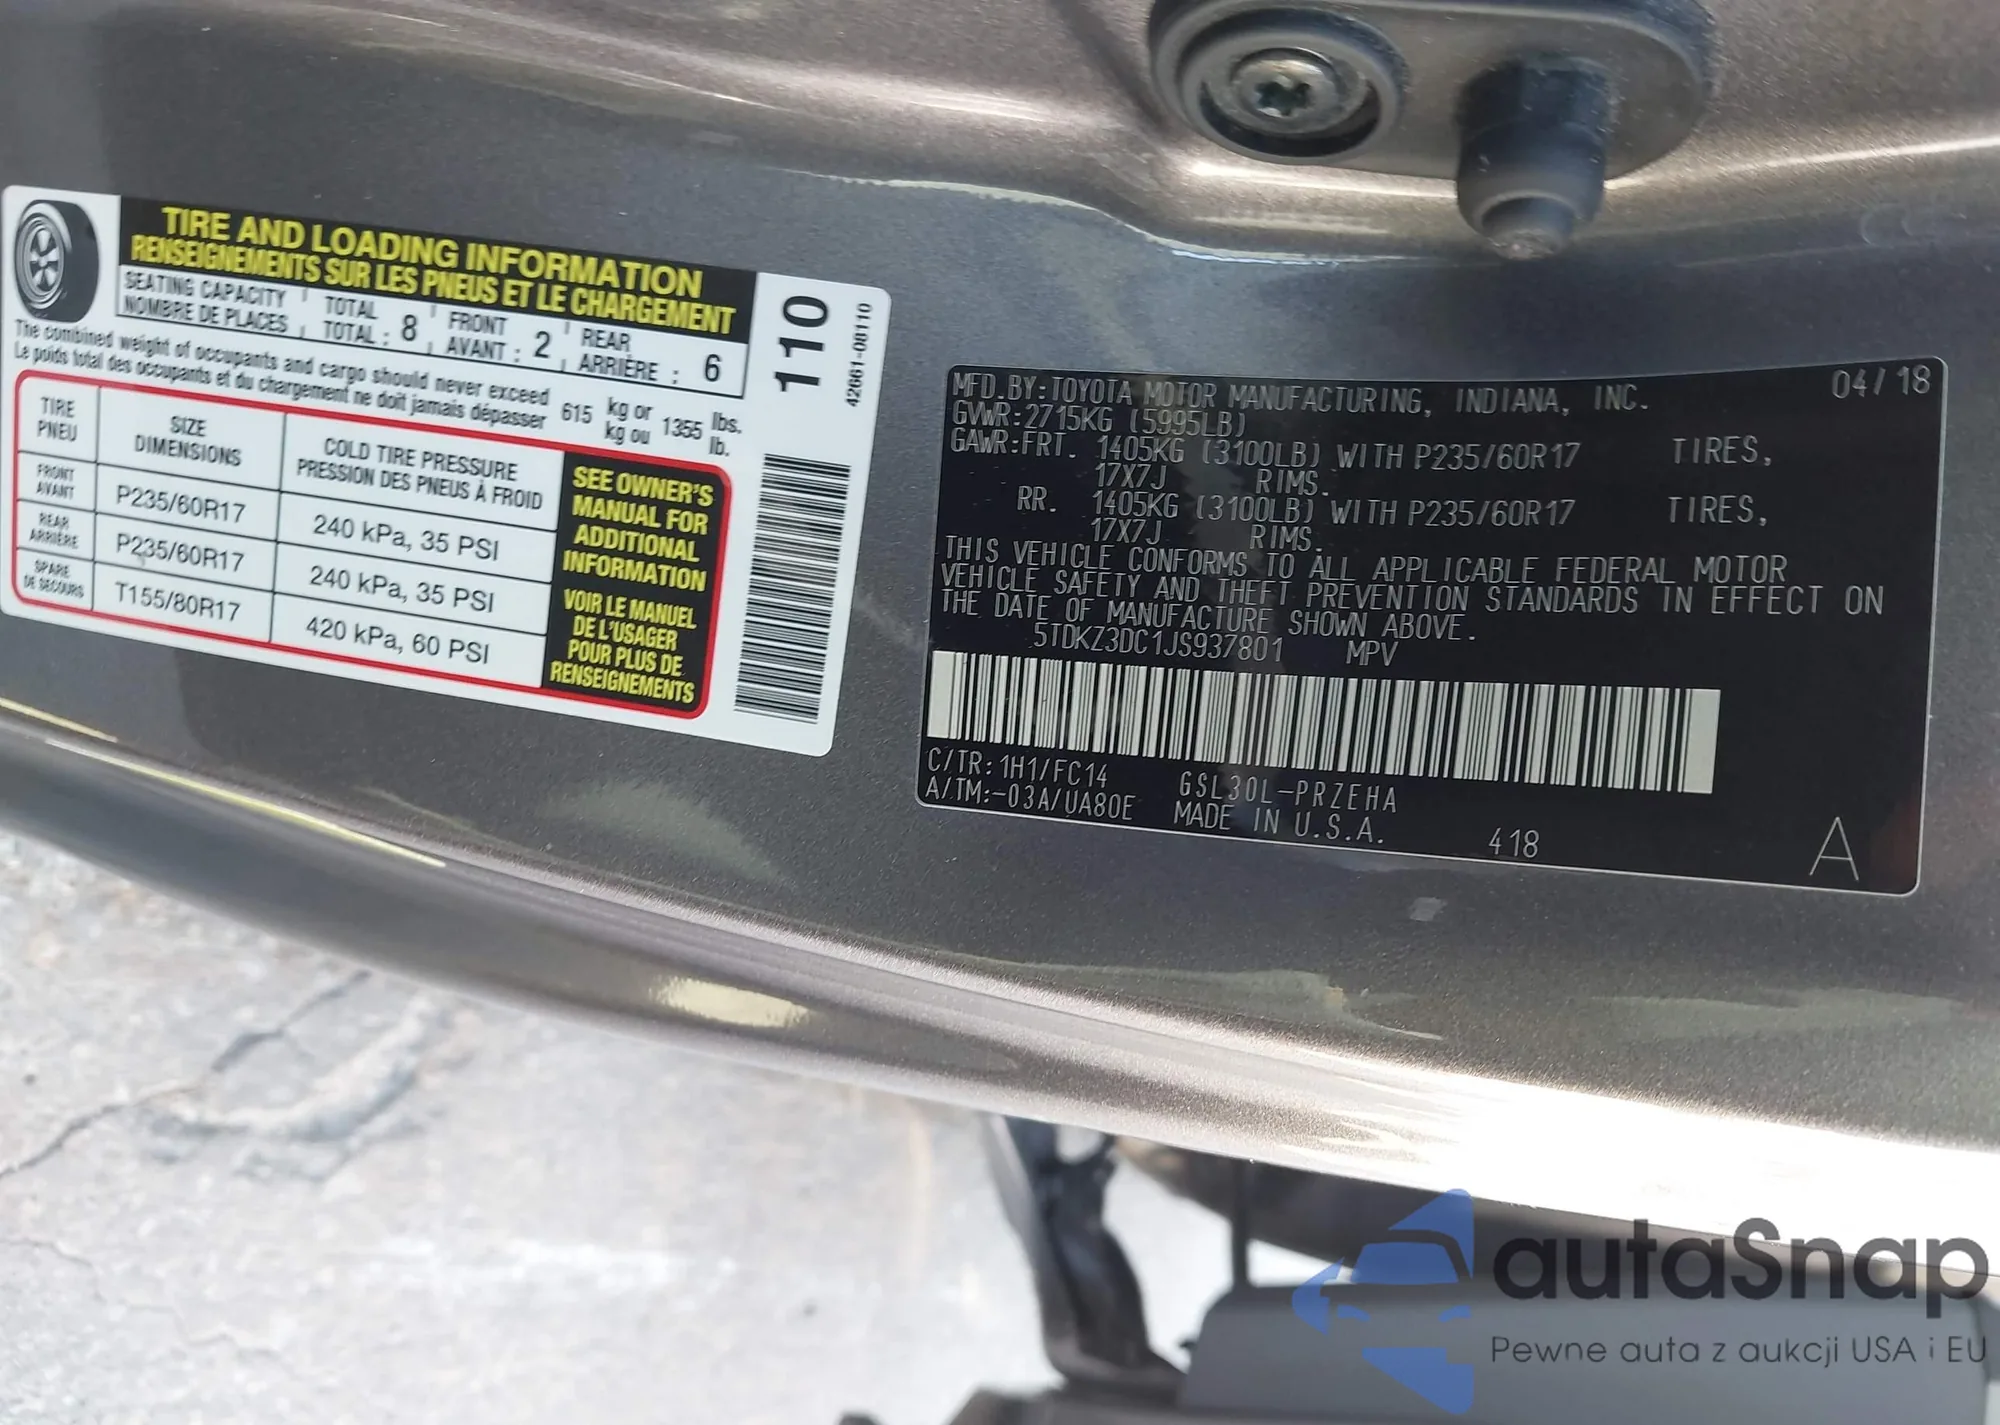 TIRE AND LOADING INFORMATION
RENSEIGNEMENTS SUR LES PNEUS ET LE CHARGEMENT
SEATING CAPACITY TOTAL FRONT REAR
NOMBRE DE PLACES TOTAL : 8 AVANT : 2 ARRIÈRE : 6
The combined weight of occupants and cargo should never exceed 615 kg or 1355 lbs.
Le poids total des occupants et du chargement ne doit jamais dépasser kg ou lb.
TIRE SIZE COLD TIRE PRESSURE
PNEU DIMENSIONS PRESSION DES PNEUS À FROID
FRONT
AVANT P235/60R17 240 kPa, 35 PSI
REAR
ARRIÈRE P235/60R17 240 kPa, 35 PSI
SPARE
DE SECOURS T155/80R17 420 kPa, 60 PSI
SEE OWNER'S
MANUAL FOR
ADDITIONAL
INFORMATION
VOIR LE MANUEL
DE L'USAGER
POUR PLUS DE
RENSEIGNEMENTS
110
42661-08110
MFD.BY:TOYOTA MOTOR MANUFACTURING, INDIANA, INC. 04/18
GVWR:2715KG (5995LB)
GAWR:FRT. 1405KG (3100LB) WITH P235/60R17 TIRES,
17X7J RIMS.
RR. 1405KG (3100LB) WITH P235/60R17 TIRES,
17X7J RIMS.
THIS VEHICLE CONFORMS TO ALL APPLICABLE FEDERAL MOTOR
VEHICLE SAFETY AND THEFT PREVENTION STANDARDS IN EFFECT ON
THE DATE OF MANUFACTURE SHOWN ABOVE.
5TDKZ3DC1JS937801 MPV
C/TR:1H1/FC14 GSL30L-PRZEHA
A/TM:-03A/UA80E MADE IN U.S.A. 418
A
autaSnap
Pewne auta z aukcji USA i EU